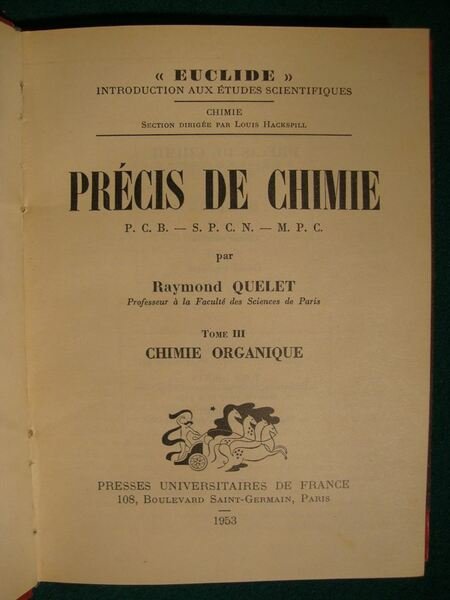 « EUCLIDE »
INTRODUCTION AUX ÉTUDES SCIENTIFIQUES
CHIMIE
SECTION DIRIGÉE PAR LOUIS HACKSPILL
PRÉCIS DE CHIMIE
P. C. B. — S. P. C. N. — M. P. C.
par
Raymond QUELET
Professeur à la Faculté des Sciences de Paris
TOME III
CHIMIE ORGANIQUE
PRESSES UNIVERSITAIRES DE FRANCE
108, BOULEVARD SAINT-GERMAIN, PARIS
1953